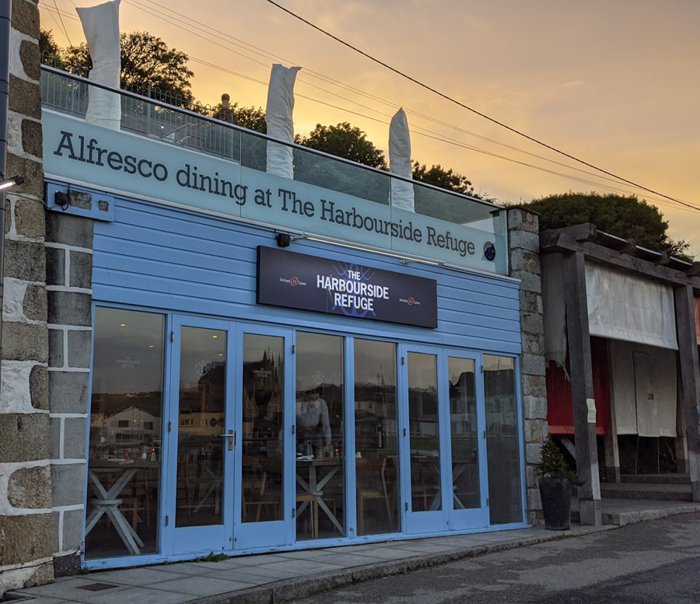 Alfresco dining at The Harbourside Refuge
THE
HARBOURSIDE
REFUGE